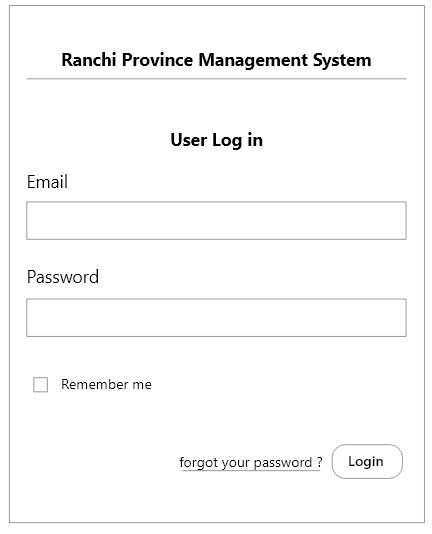 Ranchi Province Management System
User Log in
Email
Password
Remember me
forgot your password ? Login